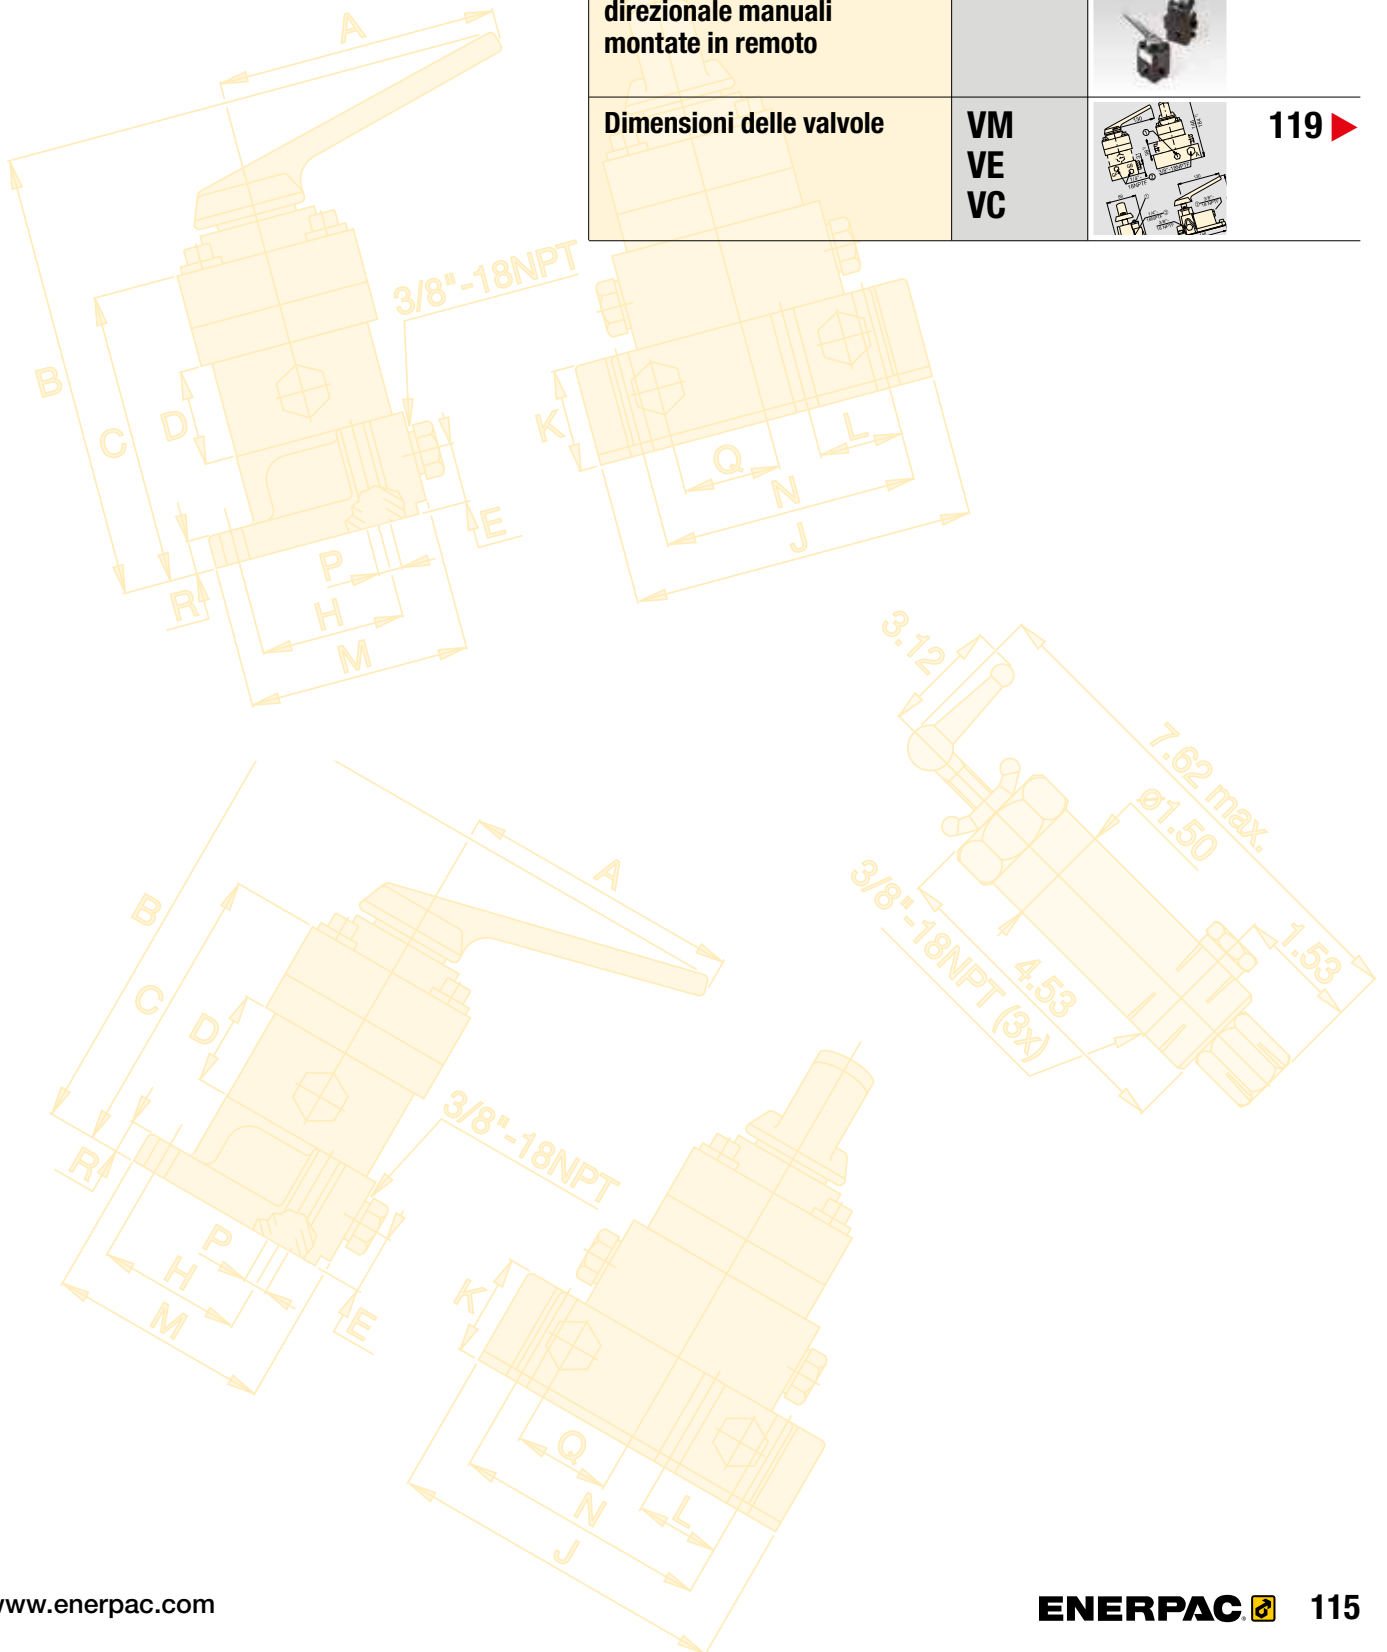 direzionale manuali
montate in remoto
Dimensioni delle valvole
VM
VE
VC
119
A
B
C
D
3/8"-18NPT
E
P
R
H
M
K
Q
L
N
J
3.12
7.62 max.
ø1.50
3/8"-18NPT (3x)
4.53
1.53
A
B
C
D
3/8"-18NPT
R
P
H
M
E
K
Q
N
L
J
www.enerpac.com
ENERPAC
115